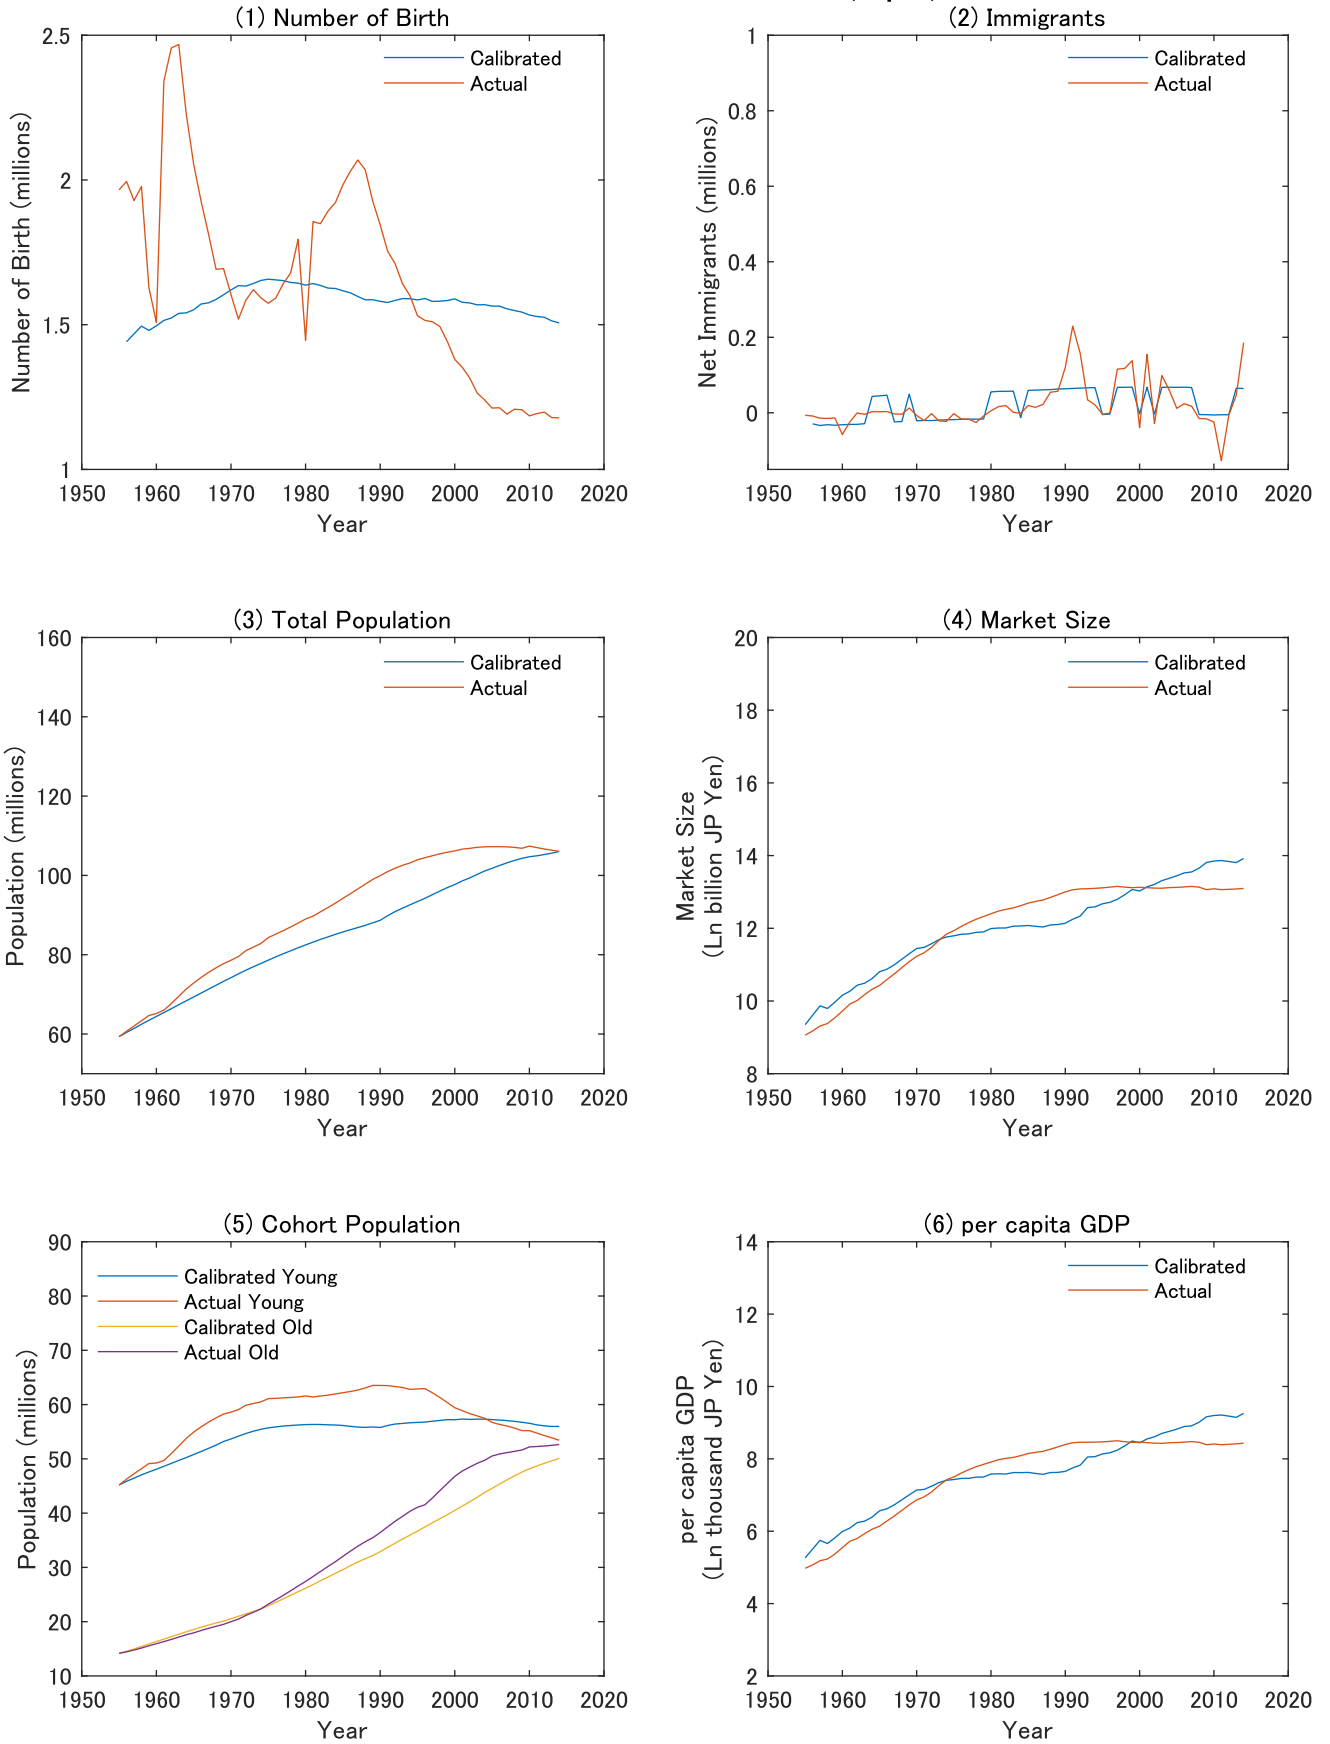 (1) Number of Birth
2.5
2
1.5
1
Number of Birth (millions)
Calibrated
Actual
1950 1960 1970 1980 1990 2000 2010 2020
Year
(2) Immigrants
1
0.8
0.6
0.4
0.2
0
Net Immigrants (millions)
Calibrated
Actual
1950 1960 1970 1980 1990 2000 2010 2020
Year
(3) Total Population
160
140
120
100
80
60
Population (millions)
Calibrated
Actual
1950 1960 1970 1980 1990 2000 2010 2020
Year
(4) Market Size
20
18
16
14
12
10
8
Market Size
(Ln billion JP Yen)
Calibrated
Actual
1950 1960 1970 1980 1990 2000 2010 2020
Year
(5) Cohort Population
90
80
70
60
50
40
30
20
10
Population (millions)
Calibrated Young
Actual Young
Calibrated Old
Actual Old
1950 1960 1970 1980 1990 2000 2010 2020
Year
(6) per capita GDP
14
12
10
8
6
4
2
per capita GDP
(Ln thousand JP Yen)
Calibrated
Actual
1950 1960 1970 1980 1990 2000 2010 2020
Year